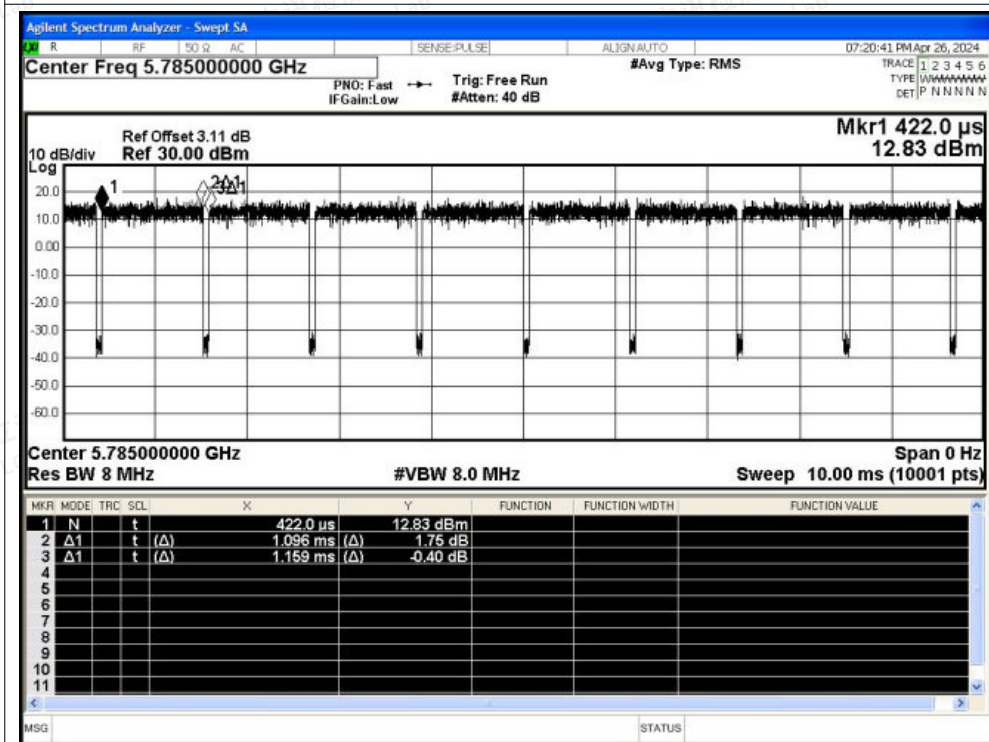 Agilent Spectrum Analyzer - Swept SA
LXI R RF 50 Ω AC SENSE:PULSE ALIGNAUTO 07:20:41 PM Apr 26, 2024
Center Freq 5.785000000 GHz #Avg Type: RMS TRACE 1 2 3 4 5 6
PNO: Fast Trig: Free Run TYPE WWWWWW
IFGain:Low #Atten: 40 dB DET P N N N N N
Mkr1 422.0 µs
Ref Offset 3.11 dB
10 dB/div Ref 30.00 dBm 12.83 dBm
Log
1 2Δ1 3Δ1
20.0
10.0
0.00
-10.0
-20.0
-30.0
-40.0
-50.0
-60.0
Center 5.785000000 GHz Span 0 Hz
Res BW 8 MHz #VBW 8.0 MHz Sweep 10.00 ms (10001 pts)
MKR MODE TRC SCL X Y FUNCTION FUNCTION WIDTH FUNCTION VALUE
1 N t 422.0 µs 12.83 dBm
2 Δ1 t (Δ) 1.096 ms (Δ) 1.75 dB
3 Δ1 t (Δ) 1.159 ms (Δ) -0.40 dB
4
5
6
7
8
9
10
11
MSG STATUS